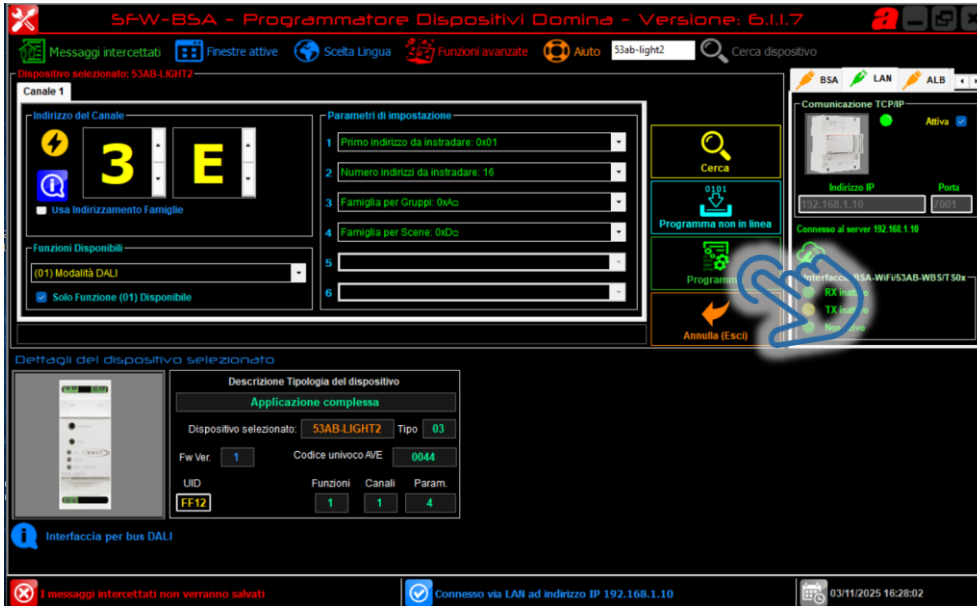 SFW-BSA - Programmatore Dispositivi Domina - Versione: 6.1.1.7
Messaggi intercettati
Finestre attive
Scelta Lingua
Funzioni avanzate
Aiuto
53ab-light2
Cerca dispositivo
Dispositivo selezionato: 53AB-LIGHT2
Canale 1
Indirizzo del Canale
3
E
Usa Indirizzamento Famiglie
Funzioni Disponibili
(01) Modalità DALI
Solo Funzione (01) Disponibile
Parametri di impostazione
1 Primo indirizzo da instradare: 0x01
2 Numero indirizzi da instradare: 16
3 Famiglia per Gruppi: 0xA□
4 Famiglia per Scene: 0xD□
5
6
Cerca
0101
Programma non in linea
Annulla (Esci)
BSA
LAN
ALB
Comunicazione TCP/IP
Attiva
Indirizzo IP
Porta
192.168.1.10
7001
Connesso al server 192.168.1.10
Interfaccia BSA-WiFi/53AB-WBS/TS0x
RX inattivo
TX
Non
Dettagli del dispositivo selezionato
Descrizione Tipologia del dispositivo
Applicazione complessa
Dispositivo selezionato: 53AB-LIGHT2 Tipo 03
Fw Ver. 1 Codice univoco AVE 0044
UID Funzioni Canali Param.
FF12 1 1 4
Interfaccia per bus DALI
I messaggi intercettati non verranno salvati
Connesso via LAN ad indirizzo IP 192.168.1.10
03/11/2025 16:28:02